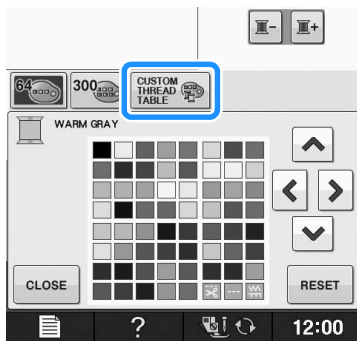 64
300
CUSTOM
THREAD
TABLE
WARM GRAY
CLOSE
RESET
?
12:00